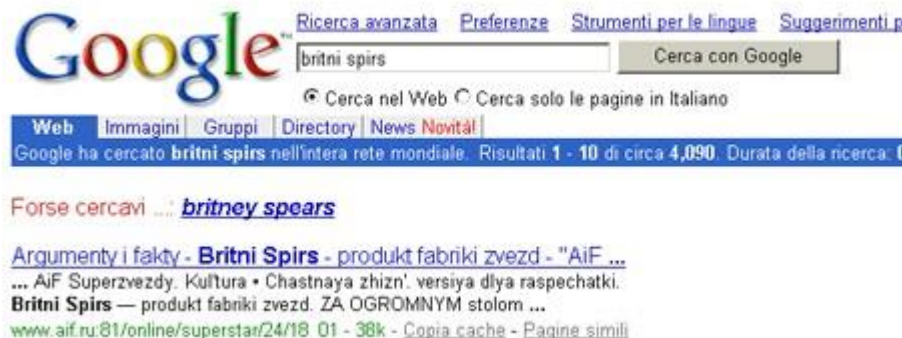 Google™
Ricerca avanzata Preferenze Strumenti per le lingue Suggerimenti
britni spirs Cerca con Google
Cerca nel Web Cerca solo le pagine in Italiano
Web Immagini Gruppi Directory News Novità!
Google ha cercato britni spirs nell'intera rete mondiale. Risultati 1 - 10 di circa 4,090. Durata della ricerca:
Forse cercavi ...: britney spears
Argumenty i fakty - Britni Spirs - produkt fabriki zvezd - "AiF ...
... AiF Superzvezdy. Kul'tura • Chastnaya zhizn'. versiya dlya raspechatki.
Britni Spirs — produkt fabriki zvezd. ZA OGROMNYM stolom ...
www.aif.ru:81/online/superstar/24/18_01 - 38k - Copia cache - Pagine simili